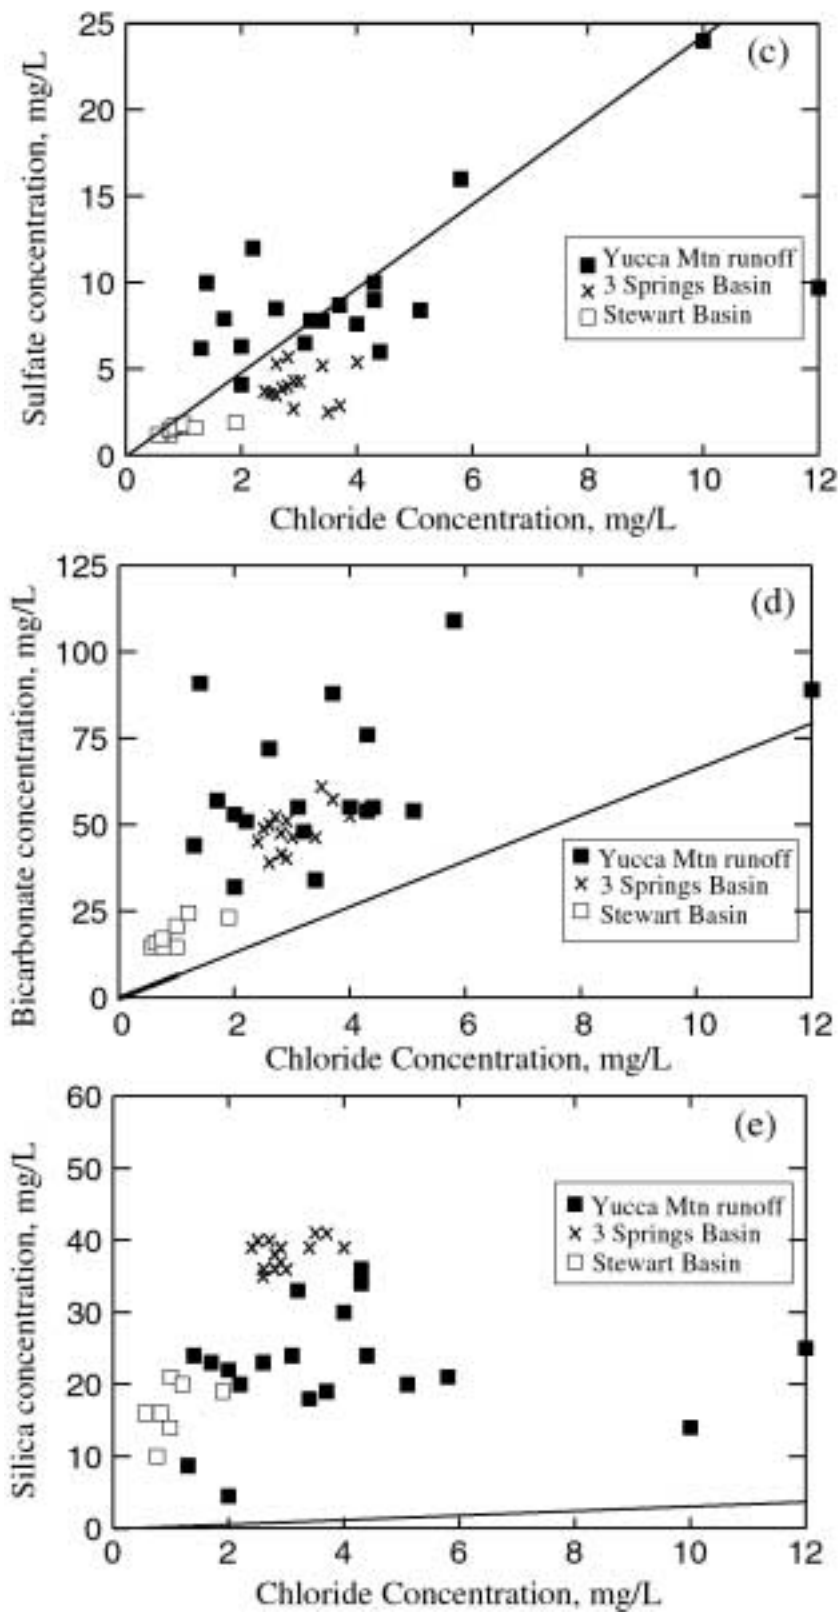 25
(c)
20
15
Yucca Mtn runoff
3 Springs Basin
Stewart Basin
10
5
0
Sulfate concentration, mg/L
0 2 4 6 8 10 12
Chloride Concentration, mg/L
125
(d)
100
75
50
Yucca Mtn runoff
3 Springs Basin
Stewart Basin
25
0
Bicarbonate concentration, mg/L
0 2 4 6 8 10 12
Chloride Concentration, mg/L
60
(e)
50
Yucca Mtn runoff
3 Springs Basin
Stewart Basin
40
30
20
10
0
Silica concentration, mg/L
0 2 4 6 8 10 12
Chloride Concentration, mg/L